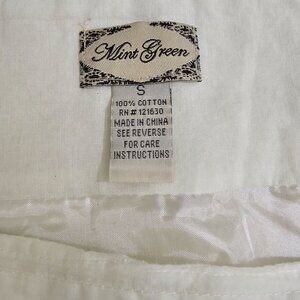 Mint Green
S
100% COTTON
RN# 121630
MADE IN CHINA
SEE REVERSE
FOR CARE
INSTRUCTIONS